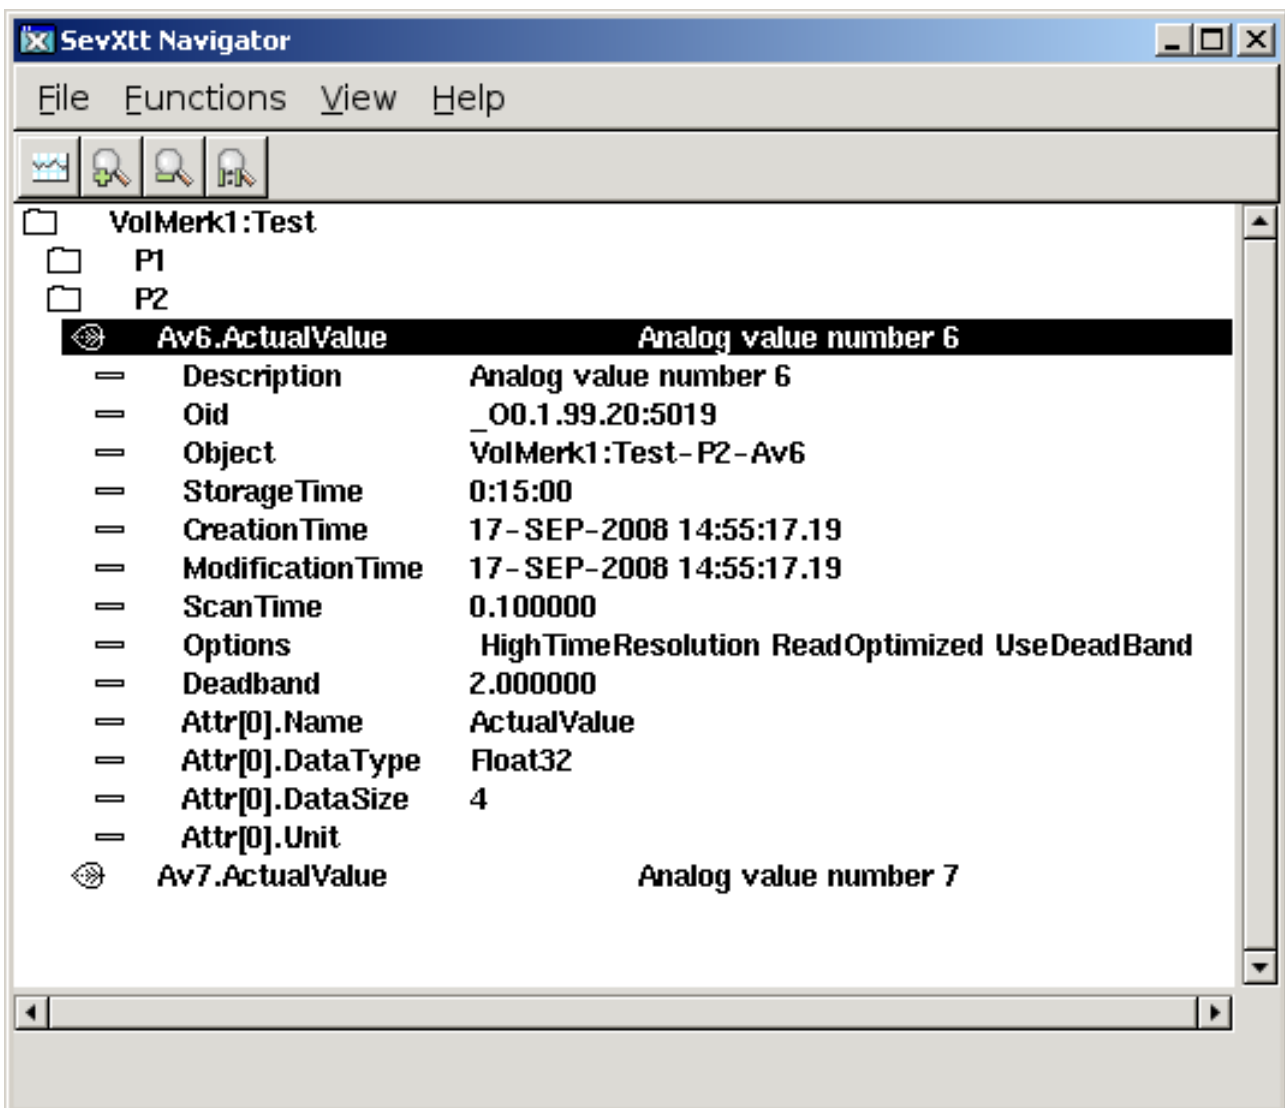 SevXtt Navigator
File Functions View Help
VolMerk1:Test
P1
P2
Av6.ActualValue Analog value number 6
Description Analog value number 6
Oid _O0.1.99.20:5019
Object VolMerk1:Test-P2-Av6
StorageTime 0:15:00
CreationTime 17-SEP-2008 14:55:17.19
ModificationTime 17-SEP-2008 14:55:17.19
ScanTime 0.100000
Options HighTimeResolution ReadOptimized UseDeadBand
Deadband 2.000000
Attr[0].Name ActualValue
Attr[0].DataType Float32
Attr[0].DataSize 4
Attr[0].Unit
Av7.ActualValue Analog value number 7